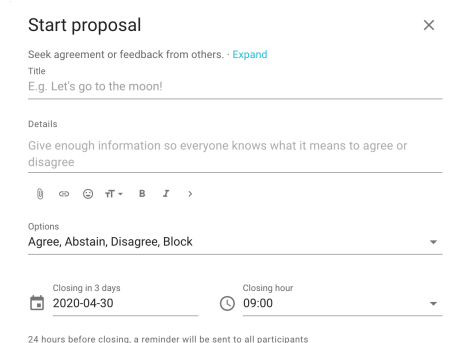 Start proposal
Seek agreement or feedback from others. · Expand
Title
E.g. Let's go to the moon!
Details
Give enough information so everyone knows what it means to agree or
disagree
B I
Options
Agree, Abstain, Disagree, Block
Closing in 3 days
2020-04-30
Closing hour
09:00
24 hours before closing, a reminder will be sent to all participants